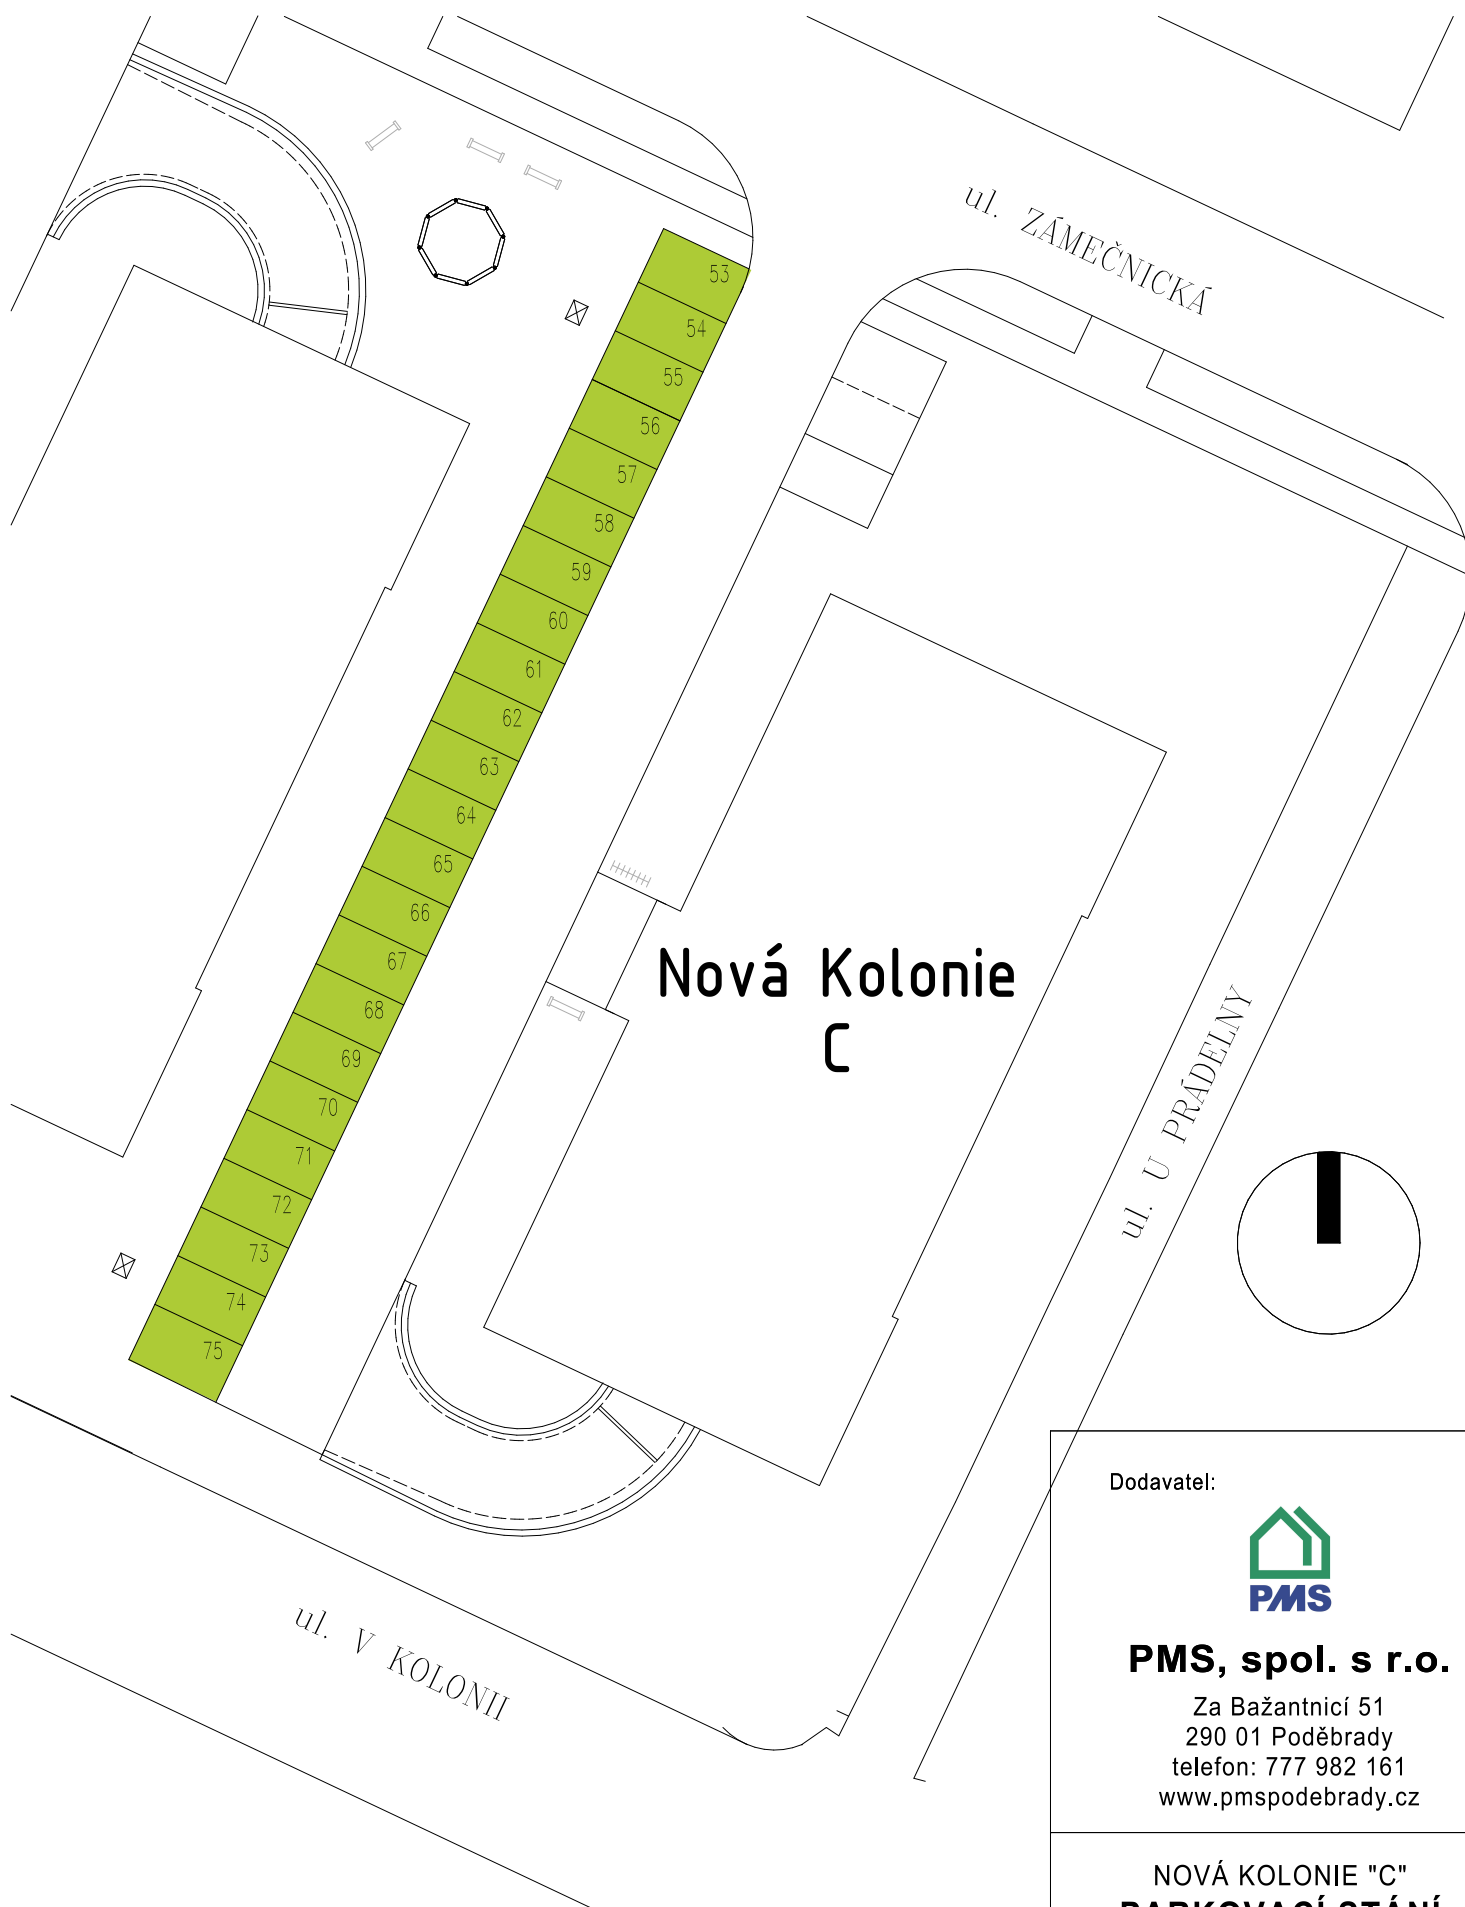 ul. ZÁMEČNICKÁ
53
54
55
56
57
58
59
60
61
62
63
64
65
66
67
68
69
70
71
72
73
74
75
Nová Kolonie
C
ul. U PRÁDELNY
ul. V KOLONII
Dodavatel:
PMS
PMS, spol. s r.o.
Za Bažantnicí 51
290 01 Poděbrady
telefon: 777 982 161
www.pmspodebrady.cz
NOVÁ KOLONIE "C"
PARKOVACÍ STÁNÍ